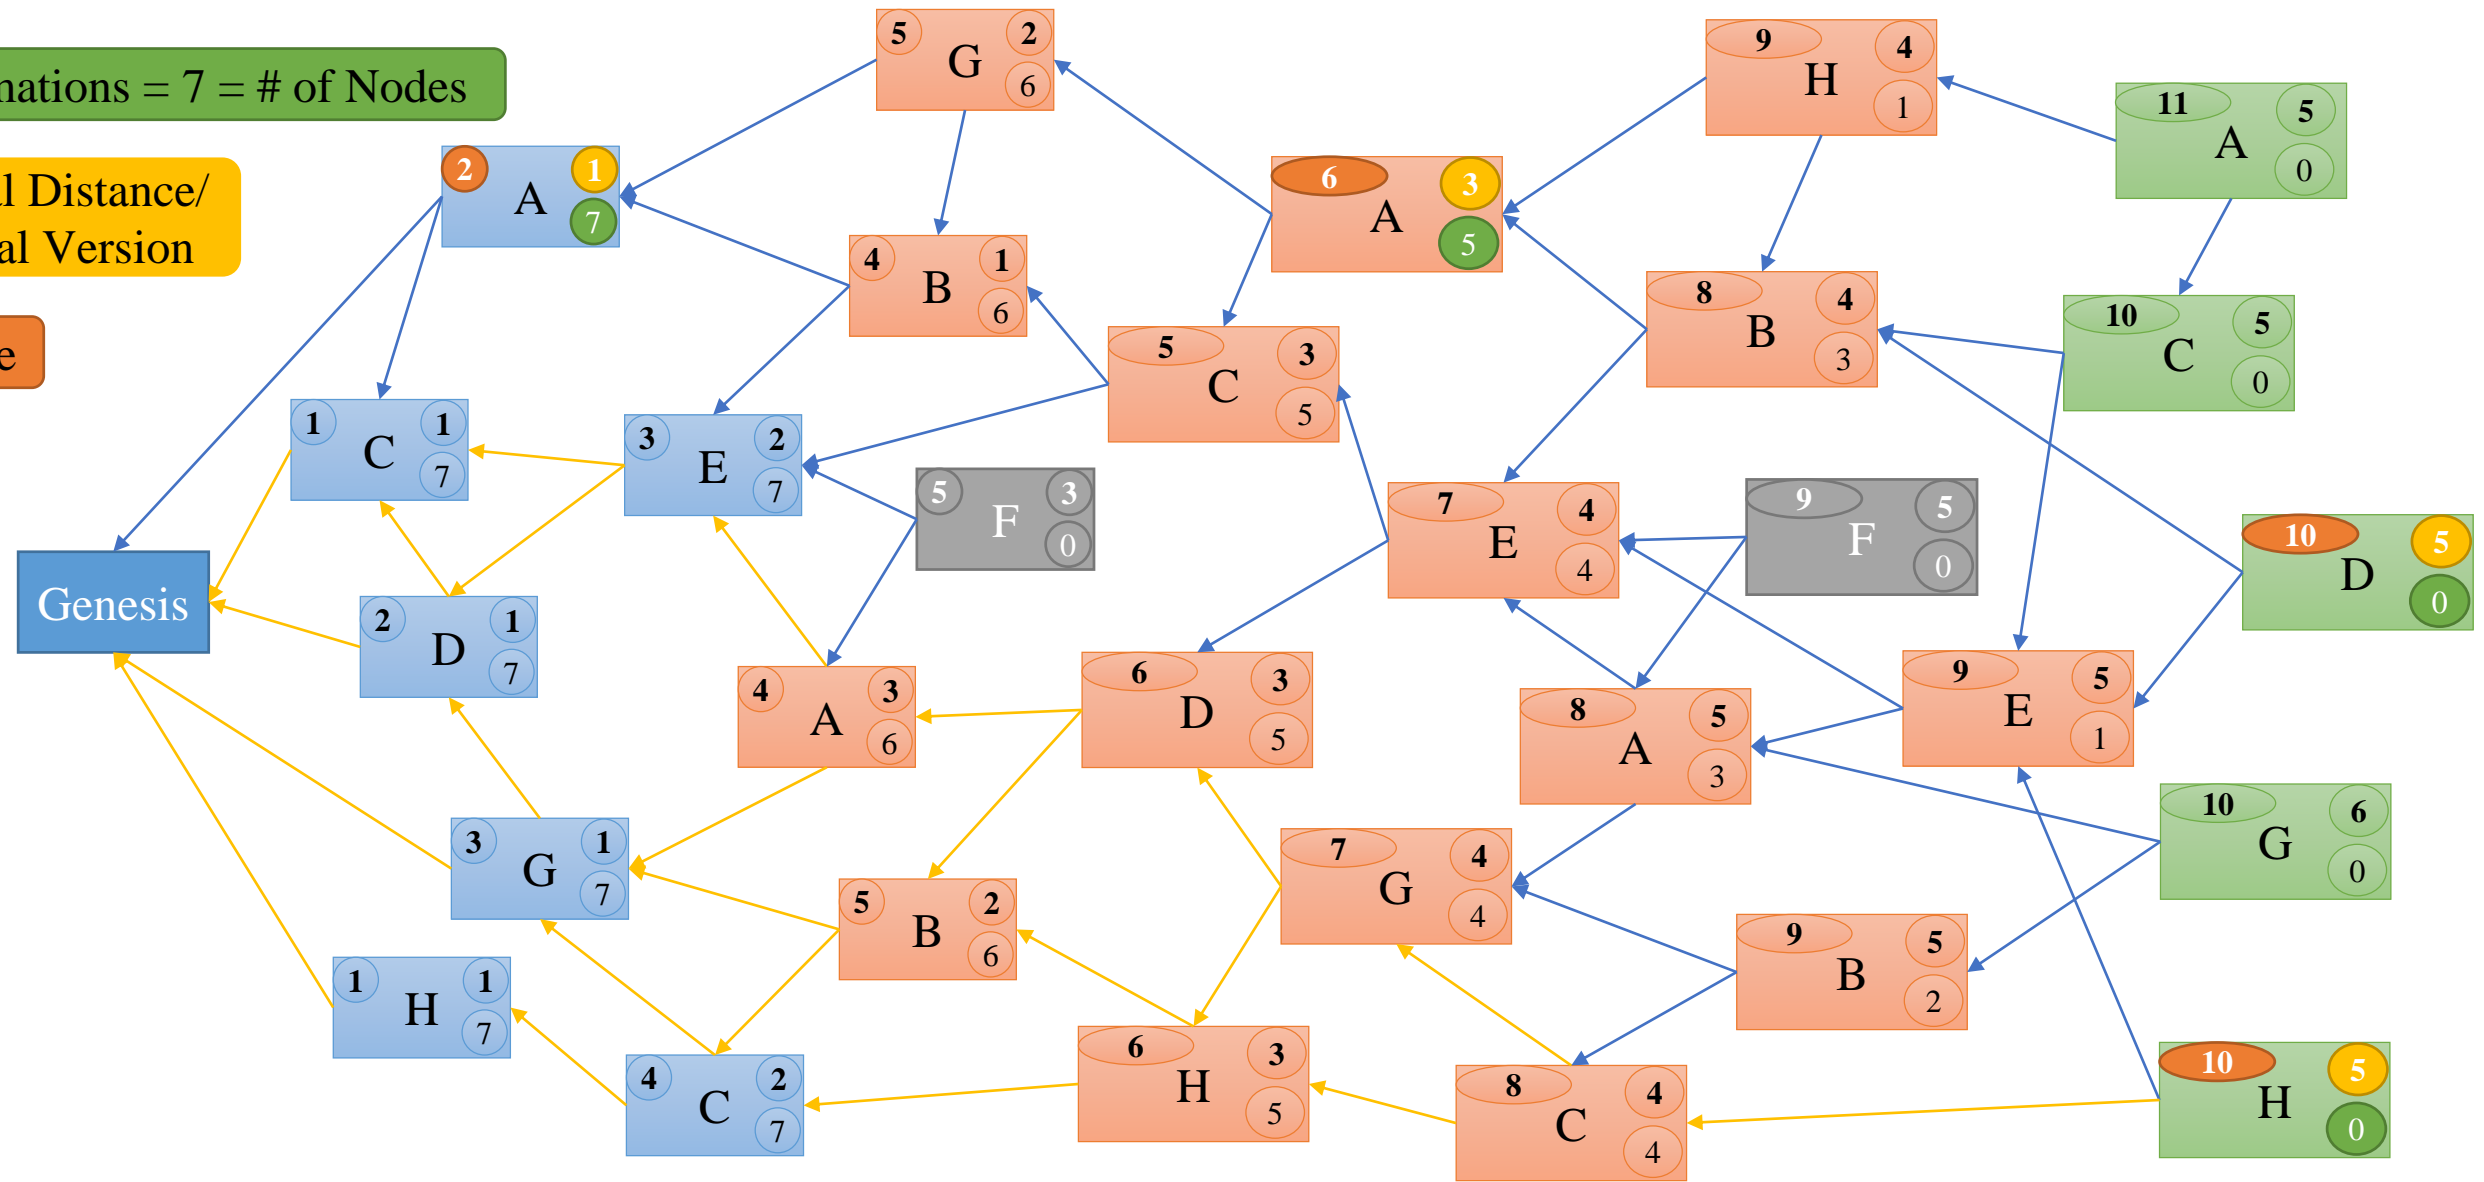 = 7 = # of Nodes
Distance/
Version
Genesis
2 A 1 7
1 C 1 7
2 D 1 7
3 G 1 7
1 H 1 7
3 E 2 7
4 C 2 7
5 G 2 6
4 B 1 6
5 F 3 0
4 A 3 6
5 B 2 6
5 C 3 5
6 D 3 5
6 H 3 5
6 A 3 5
7 E 4 4
7 G 4 4
8 C 4 4
9 H 4 1
8 B 4 3
9 F 5 0
8 A 5 3
9 B 5 2
9 E 5 1
11 A 5 0
10 C 5 0
10 D 5 0
10 G 6 0
10 H 5 0